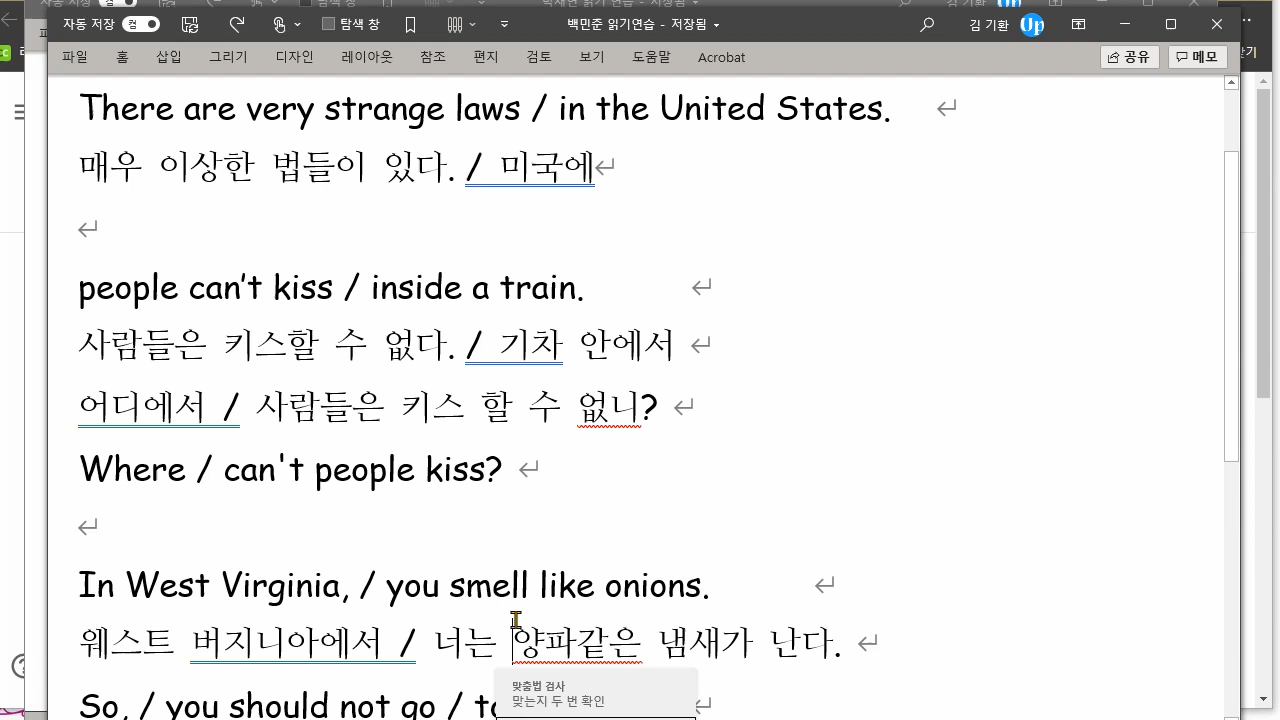 자동 저장 컴 탐색 창 백민준 읽기연습 - 저장됨 김 기환 Up
파일 홈 삽입 그리기 디자인 레이아웃 참조 편지 검토 보기 도움말 Acrobat 공유 메모
There are very strange laws / in the United States.
매우 이상한 법들이 있다. / 미국에
people can't kiss / inside a train.
사람들은 키스할 수 없다. / 기차 안에서
어디에서 / 사람들은 키스 할 수 없니?
Where / can't people kiss?
In West Virginia, / you smell like onions.
웨스트 버지니아에서 / 너는 양파같은 냄새가 난다.
맞춤법 검사
맞는지 두 번 확인
So, / you should not go / to